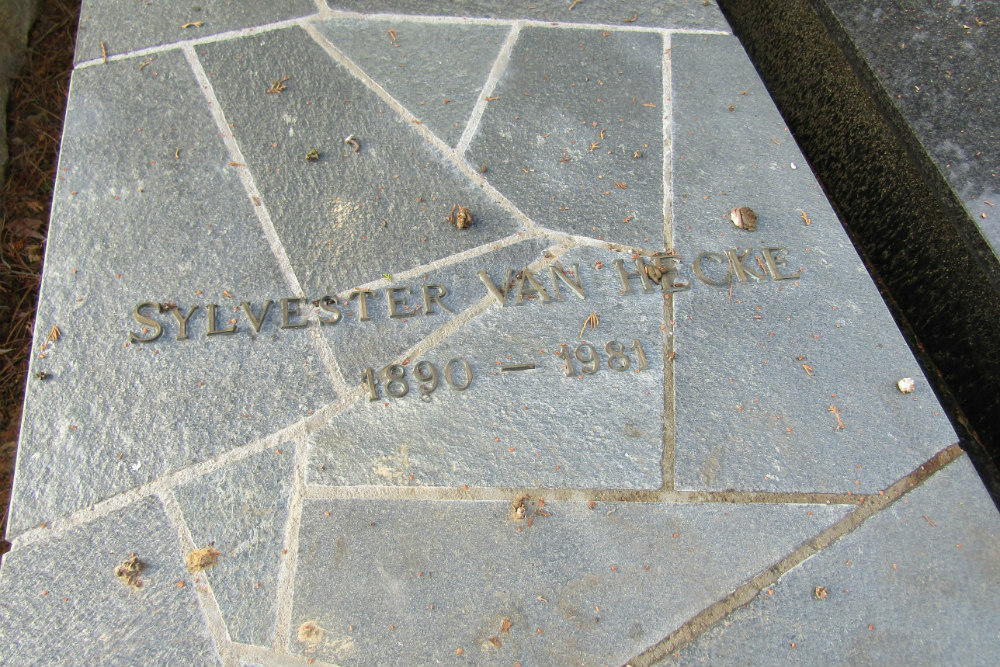 SYLVESTER VAN HECKE
1890 – 1981